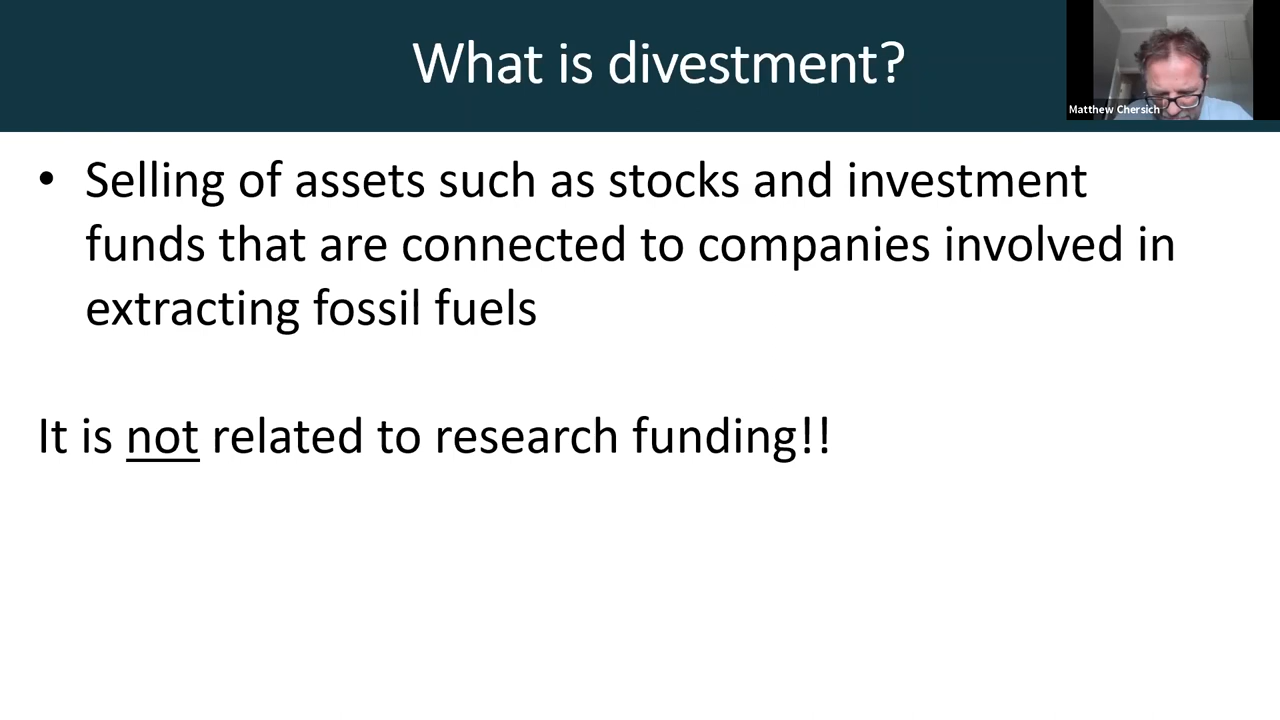 What is divestment?
Matthew Chersich
• Selling of assets such as stocks and investment
funds that are connected to companies involved in
extracting fossil fuels
It is not related to research funding!!